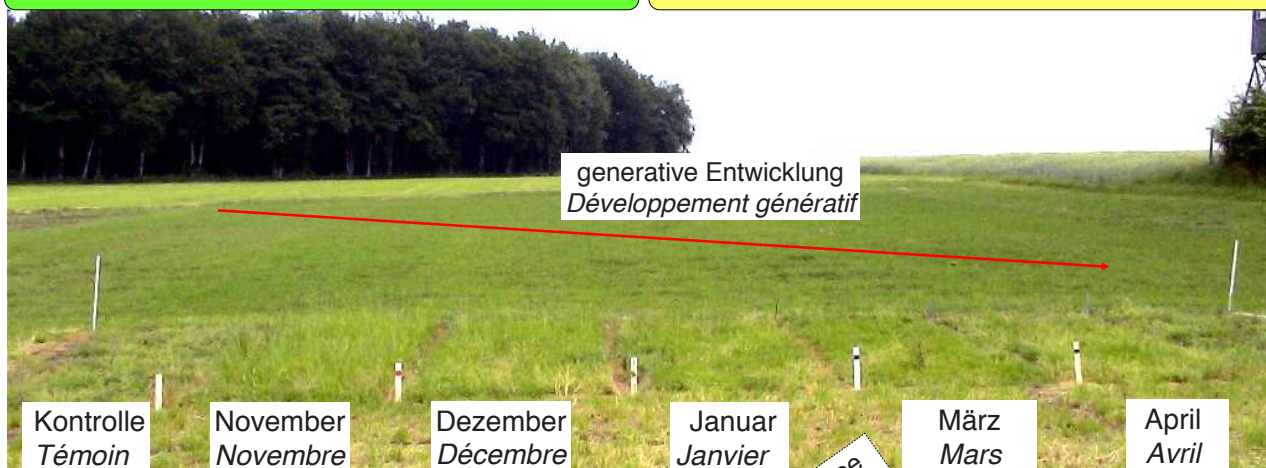 generative Entwicklung
Développement génératif
Kontrolle
Témoin
November
Novembre
Dezember
Décembre
Januar
Janvier
März
Mars
April
Avril